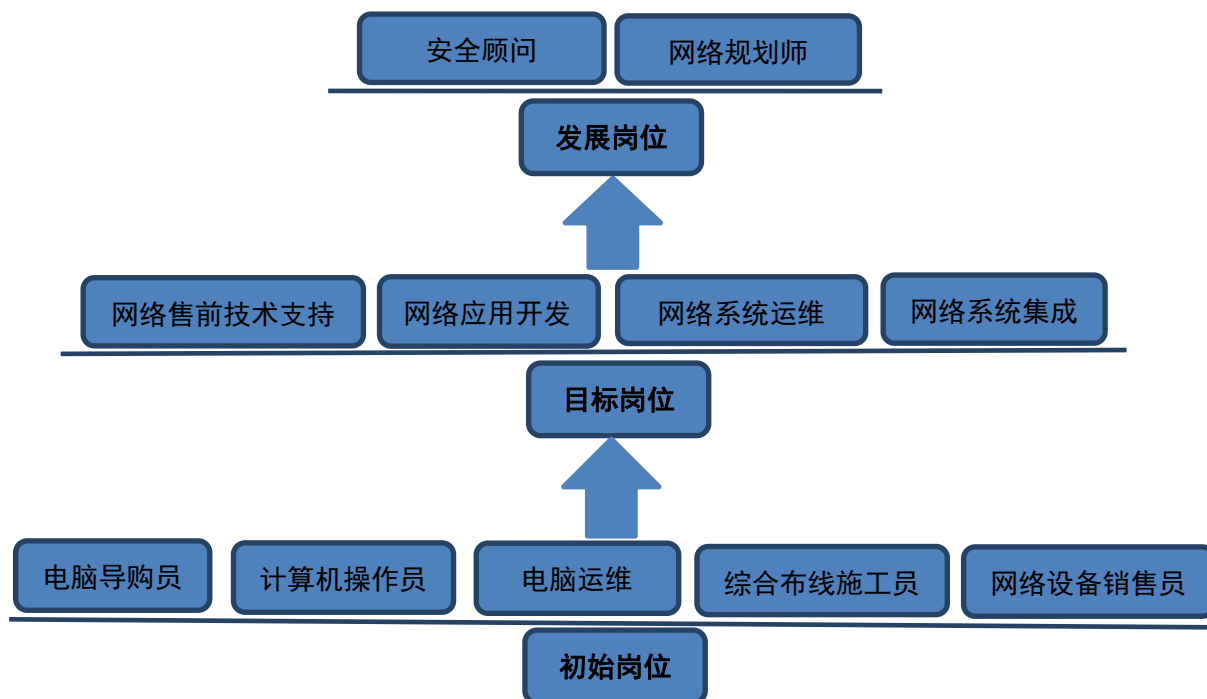 安全顾问 网络规划师
发展岗位
网络售前技术支持 网络应用开发 网络系统运维 网络系统集成
目标岗位
电脑导购员 计算机操作员 电脑运维 综合布线施工员 网络设备销售员
初始岗位